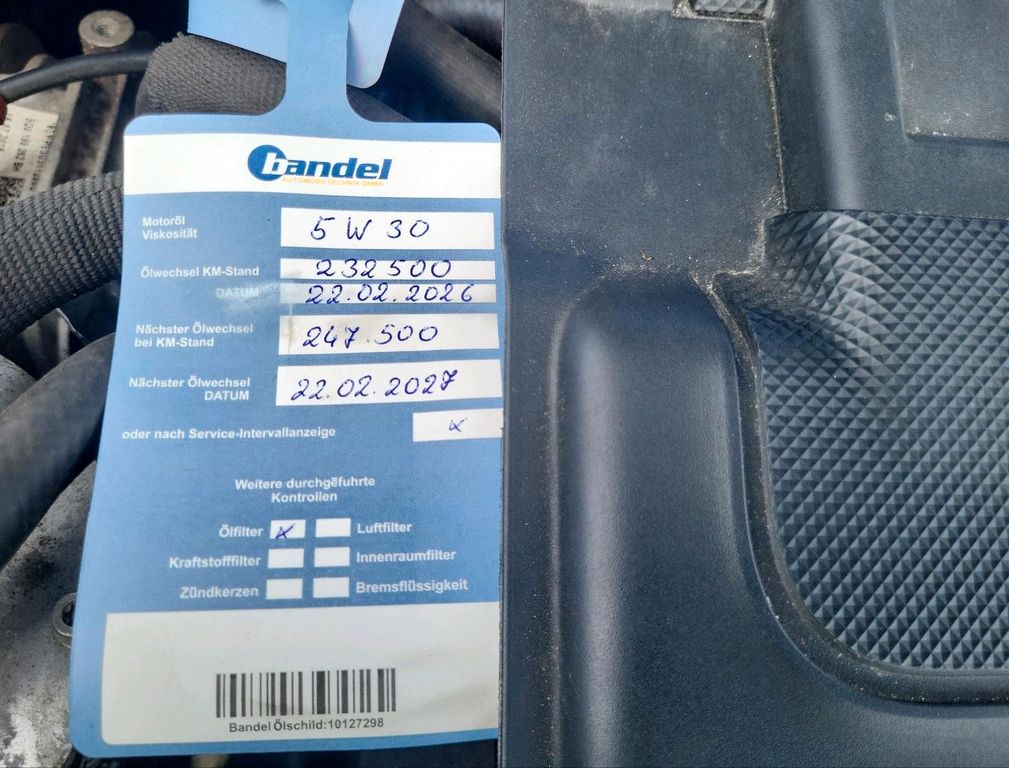 bandel
AUTOMOBILTECHNIK GMBH
Motoröl
Viskosität
5 W 30
Ölwechsel KM-Stand
232 500
DATUM
22.02.2026
Nächster Ölwechsel
bei KM-Stand
247.500
Nächster Ölwechsel
DATUM
22.02.2027
oder nach Service-Intervallanzeige x
Weitere durchgeführte
Kontrollen
Ölfilter x Luftfilter
Kraftstofffilter Innenraumfilter
Zündkerzen Bremsflüssigkeit
Bandel Ölschild:10127298